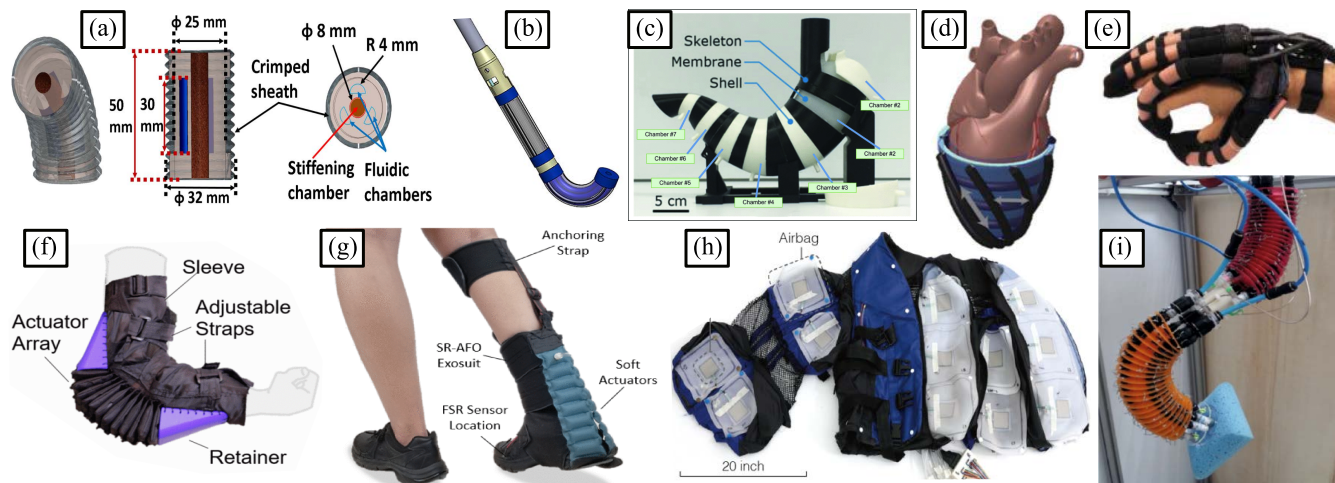 (a)
ϕ 25 mm
ϕ 8 mm
R 4 mm
Crimped
sheath
50
mm
30
mm
Stiffening
chamber
Fluidic
chambers
ϕ 32 mm
(b)
(c)
Skeleton
Membrane
Shell
Chamber #2
Chamber #7
Chamber #6
Chamber #5
Chamber #4
Chamber #3
Chamber #2
5 cm
(d)
(e)
(f)
Sleeve
Adjustable
Straps
Actuator
Array
Retainer
(g)
Anchoring
Strap
SR-AFO
Exosuit
Soft
Actuators
FSR Sensor
Location
(h)
Airbag
20 inch
(i)